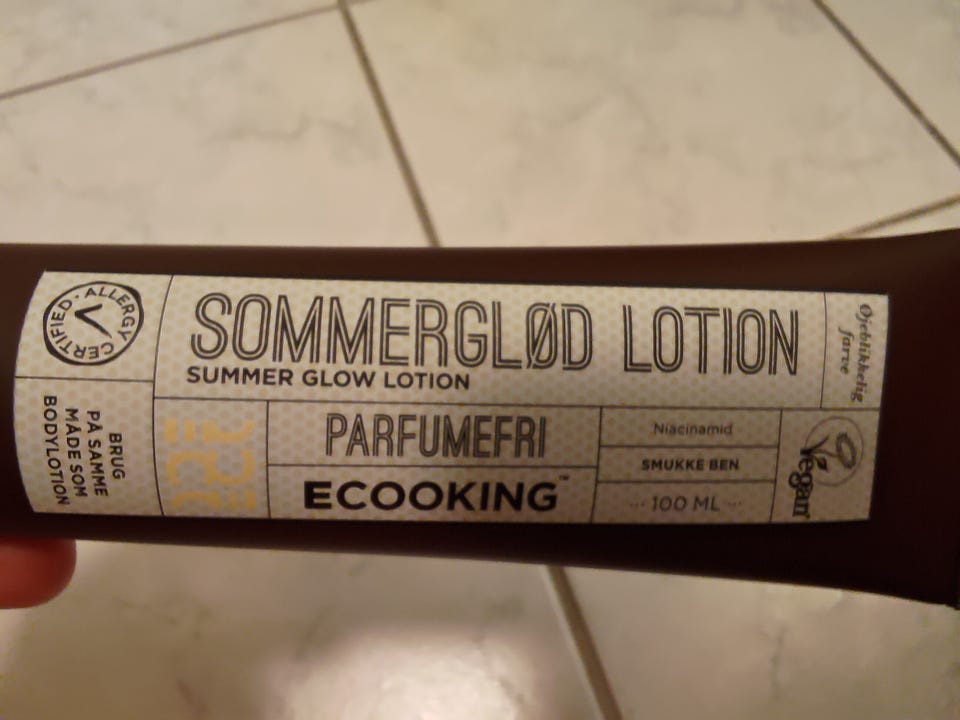 ALLERGY CERTIFIED
SOMMERGLØD LOTION
SUMMER GLOW LOTION
Øjeblikkelig
farve
BRUG
PÅ SAMME
MÅDE SOM
BODYLOTION
PARFUMEFRI
ECOOKING™
Niacinamid
SMUKKE BEN
100 ML
Vegan